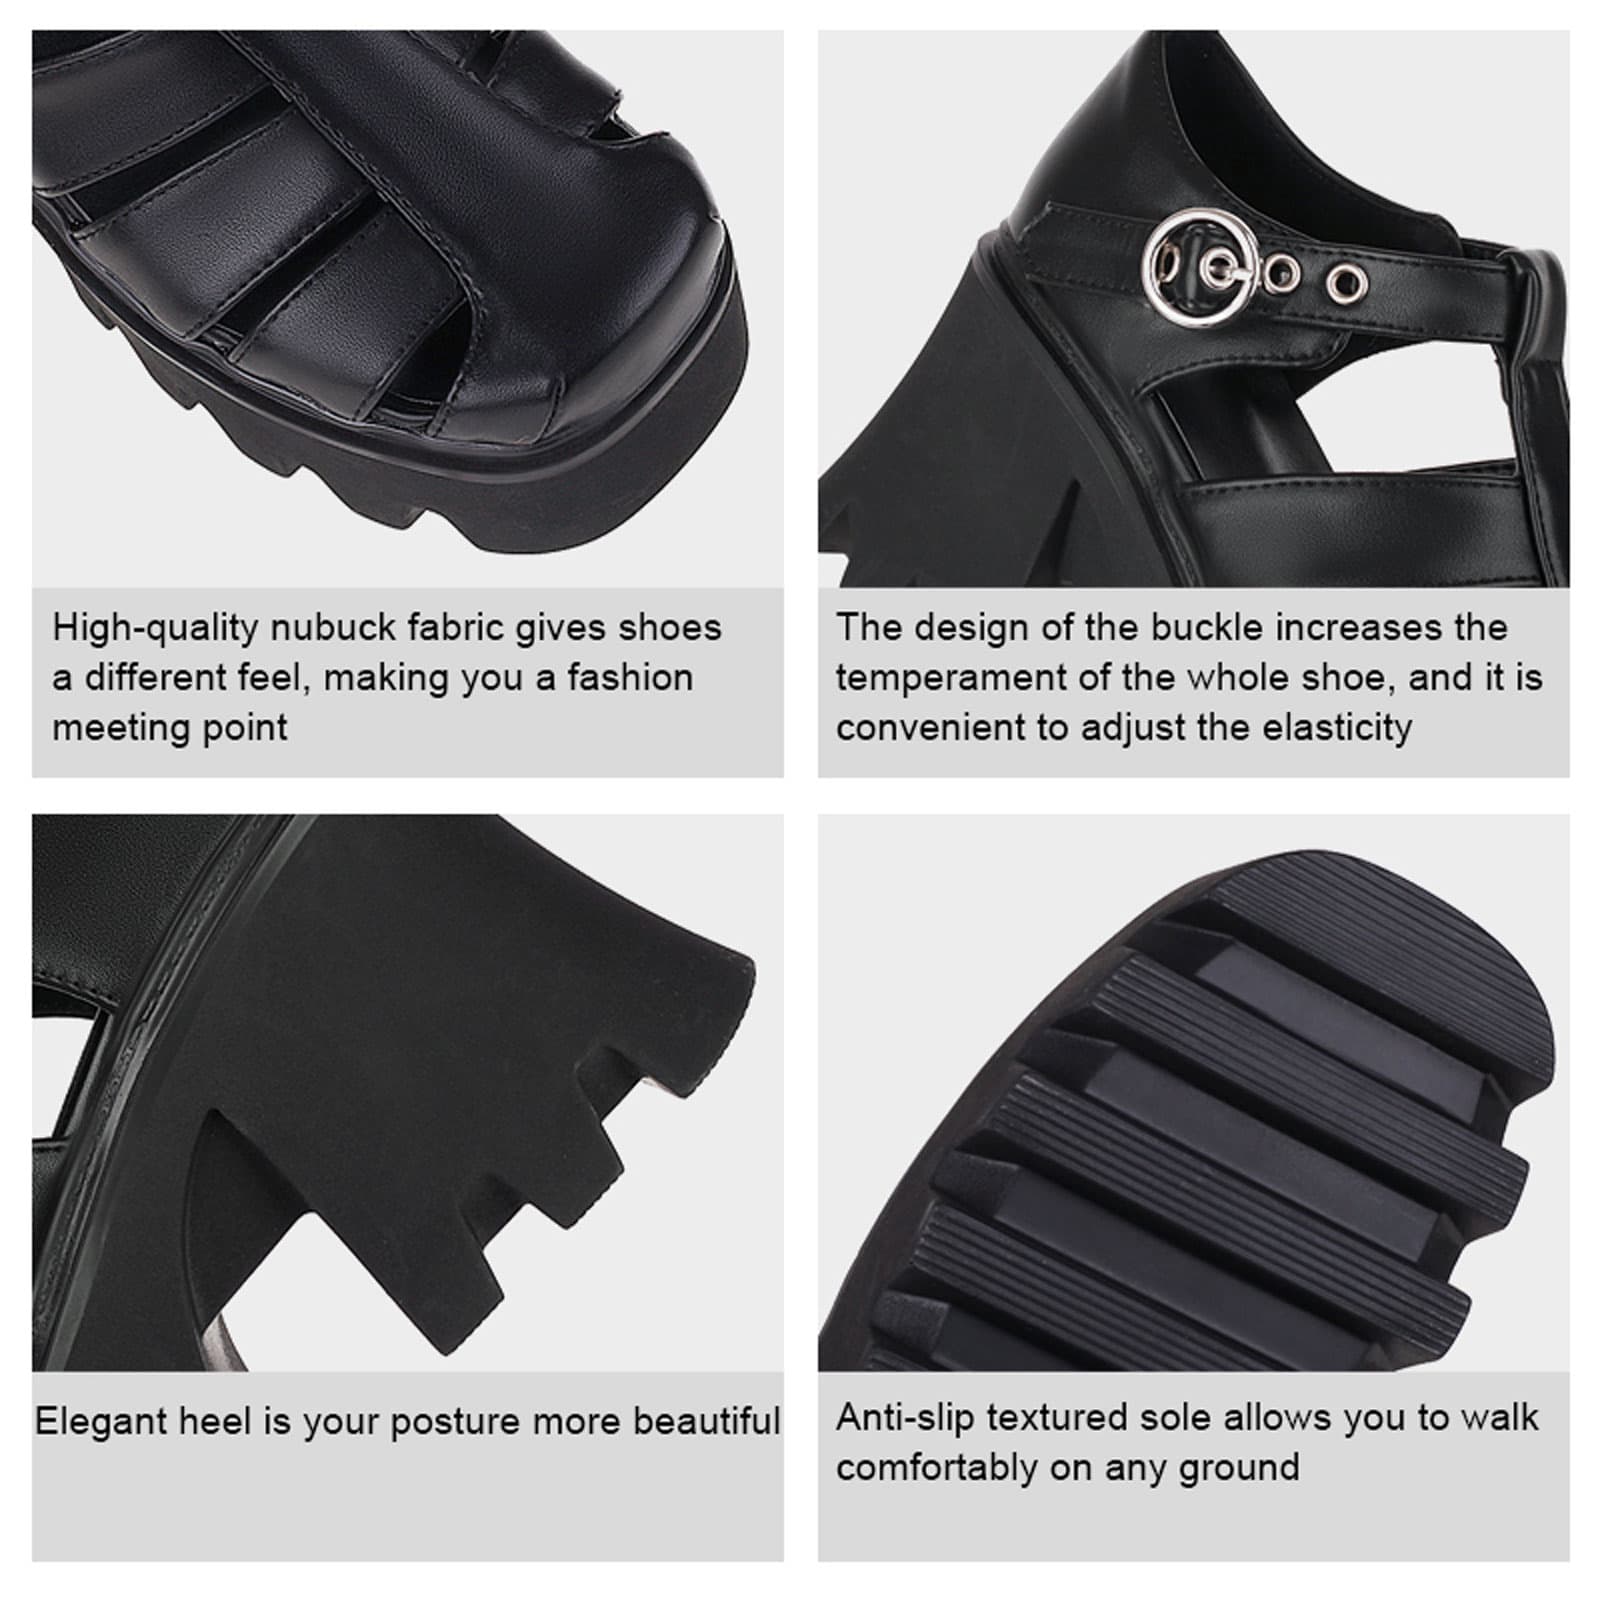 High-quality nubuck fabric gives shoes
a different feel, making you a fashion
meeting point
The design of the buckle increases the
temperament of the whole shoe, and it is
convenient to adjust the elasticity
Elegant heel is your posture more beautiful
Anti-slip textured sole allows you to walk
comfortably on any ground